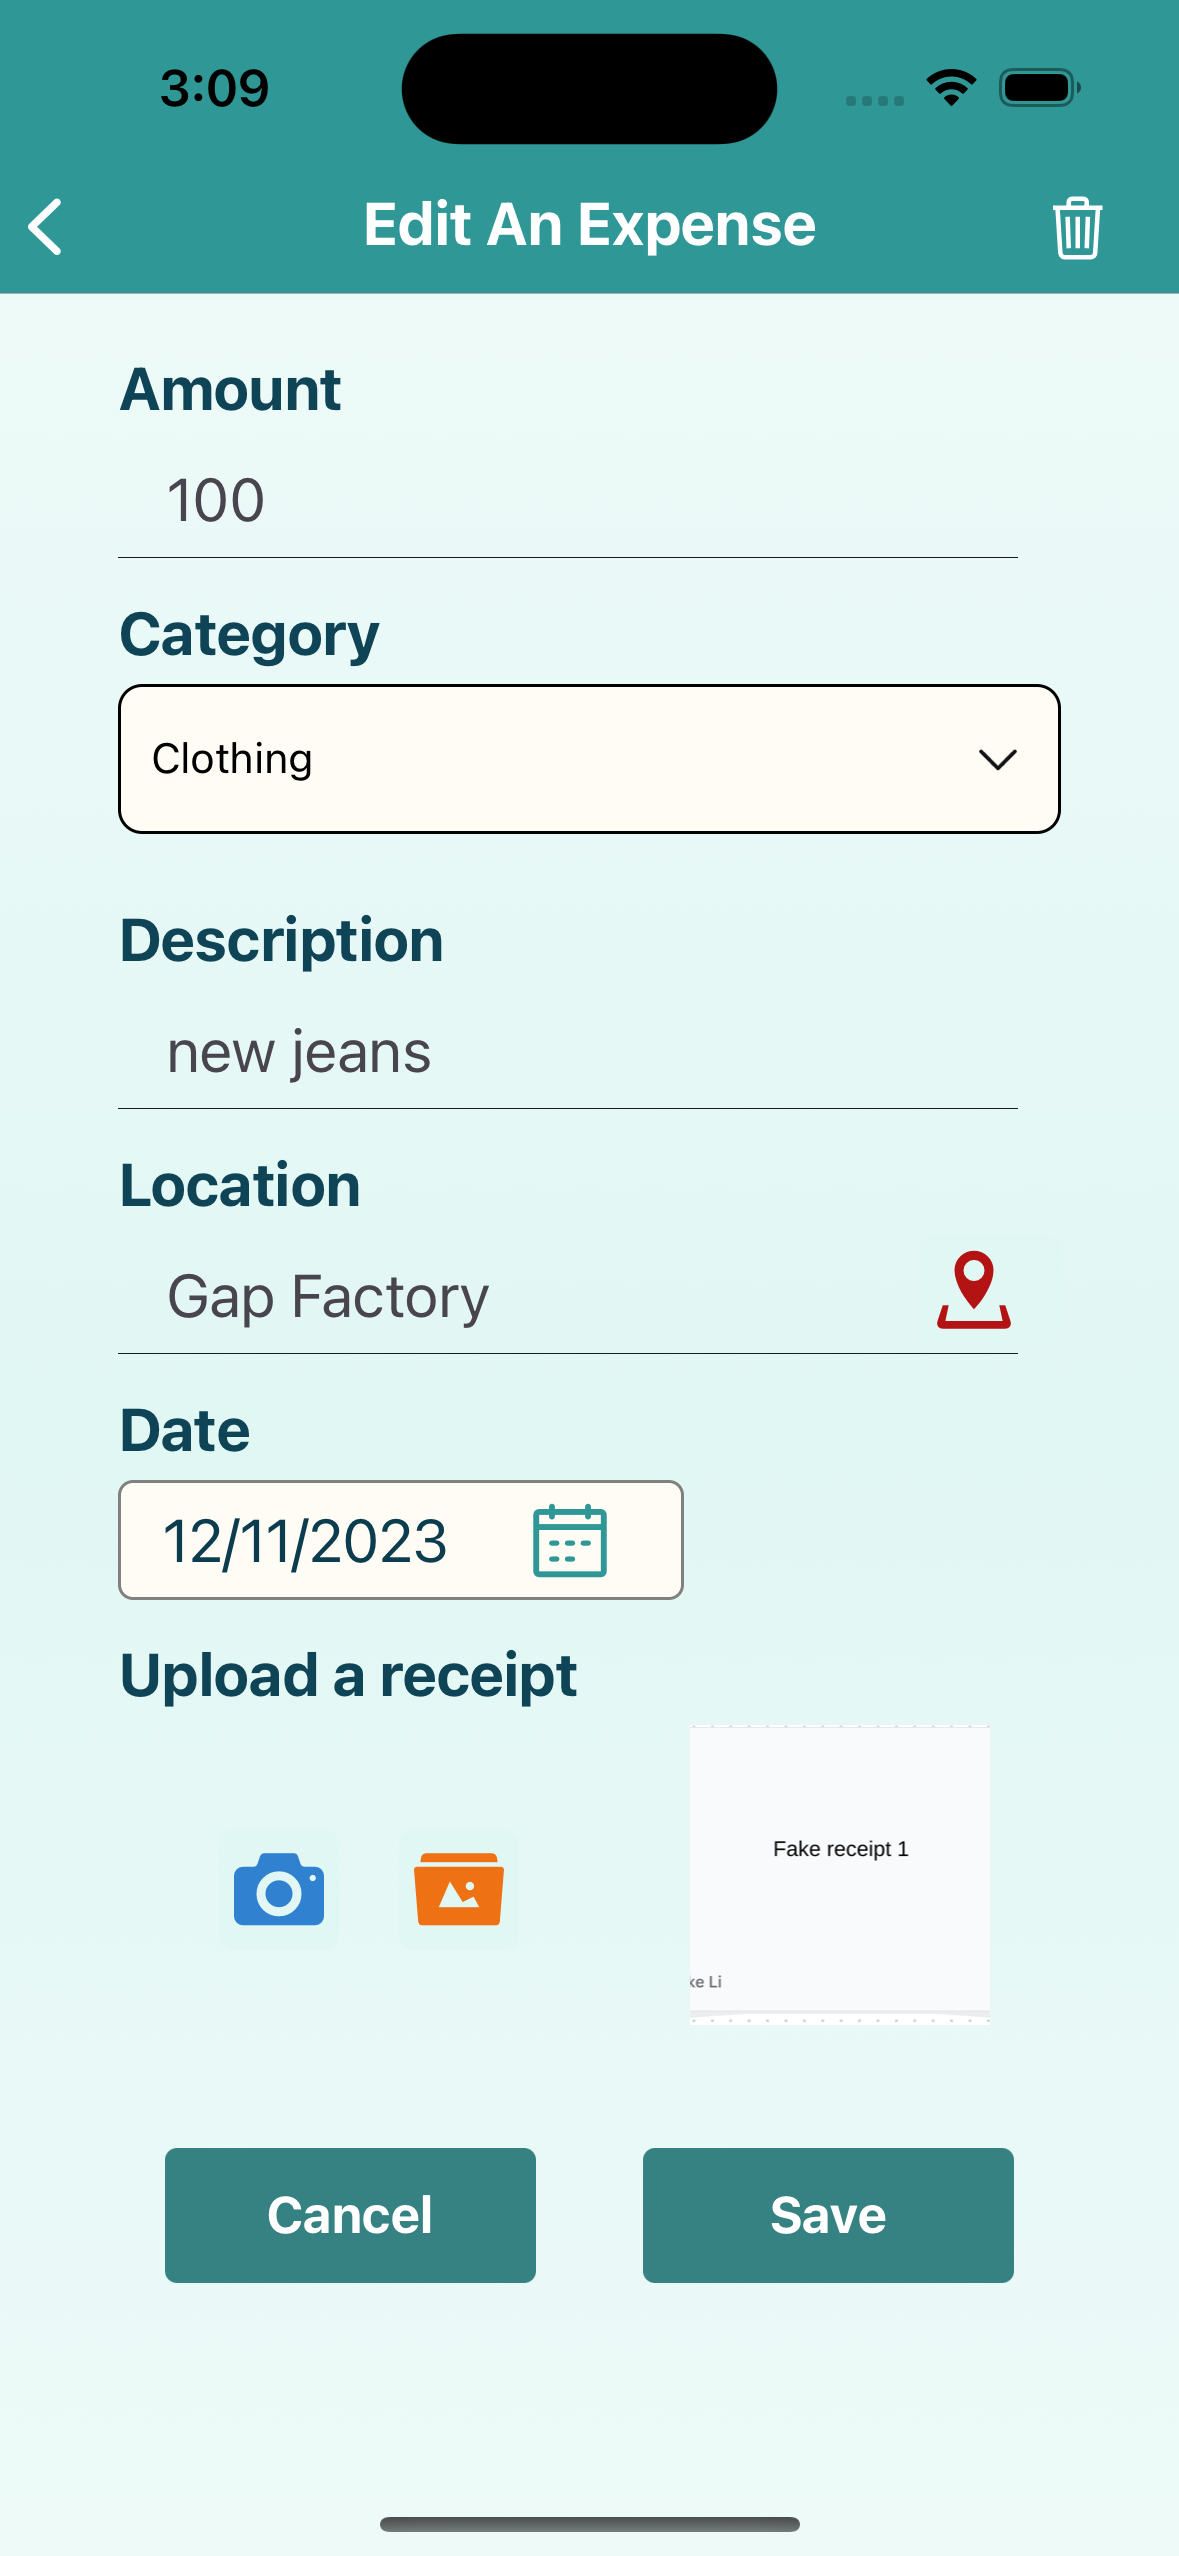 3:09
Edit An Expense
Amount
100
Category
Clothing
Description
new jeans
Location
Gap Factory
Date
12/11/2023
Upload a receipt
Fake receipt 1
ke Li
Cancel
Save